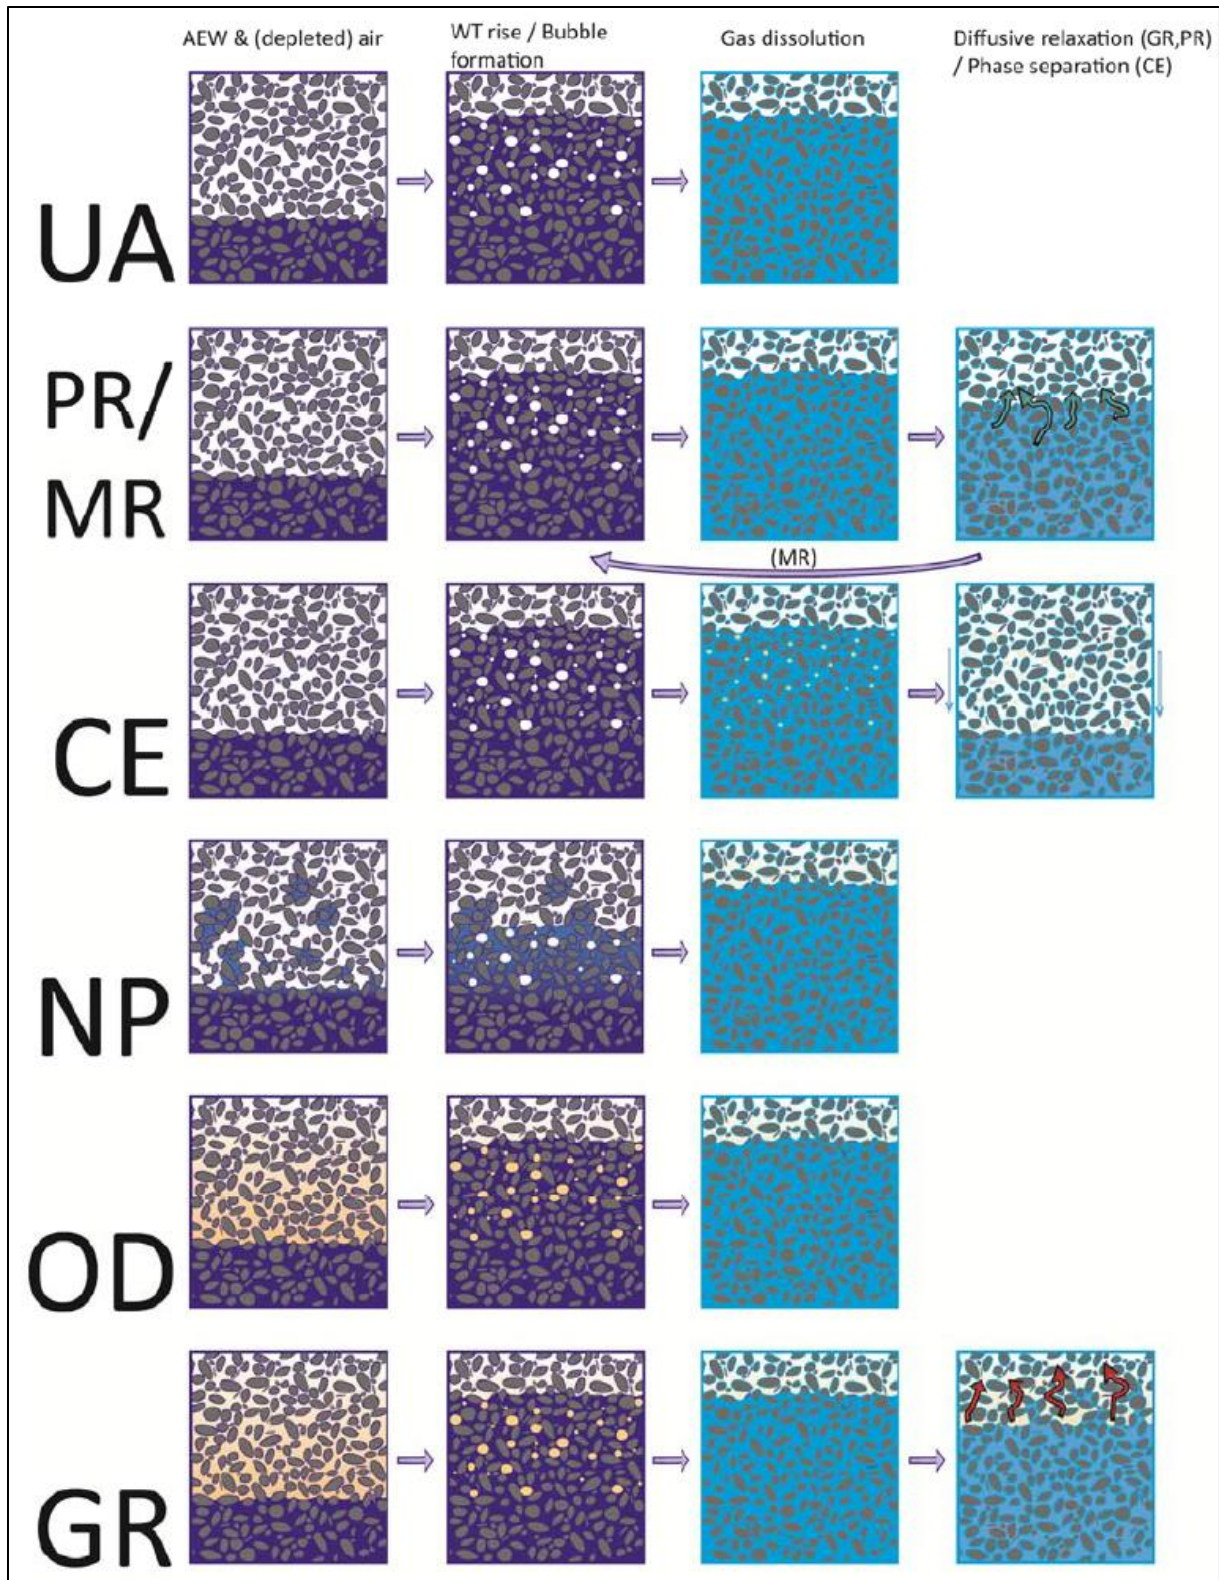 AEW & (depleted) air
WT rise / Bubble
formation
Gas dissolution
Diffusive relaxation (GR,PR)
/ Phase separation (CE)
UA
PR/
MR
(MR)
CE
NP
OD
GR